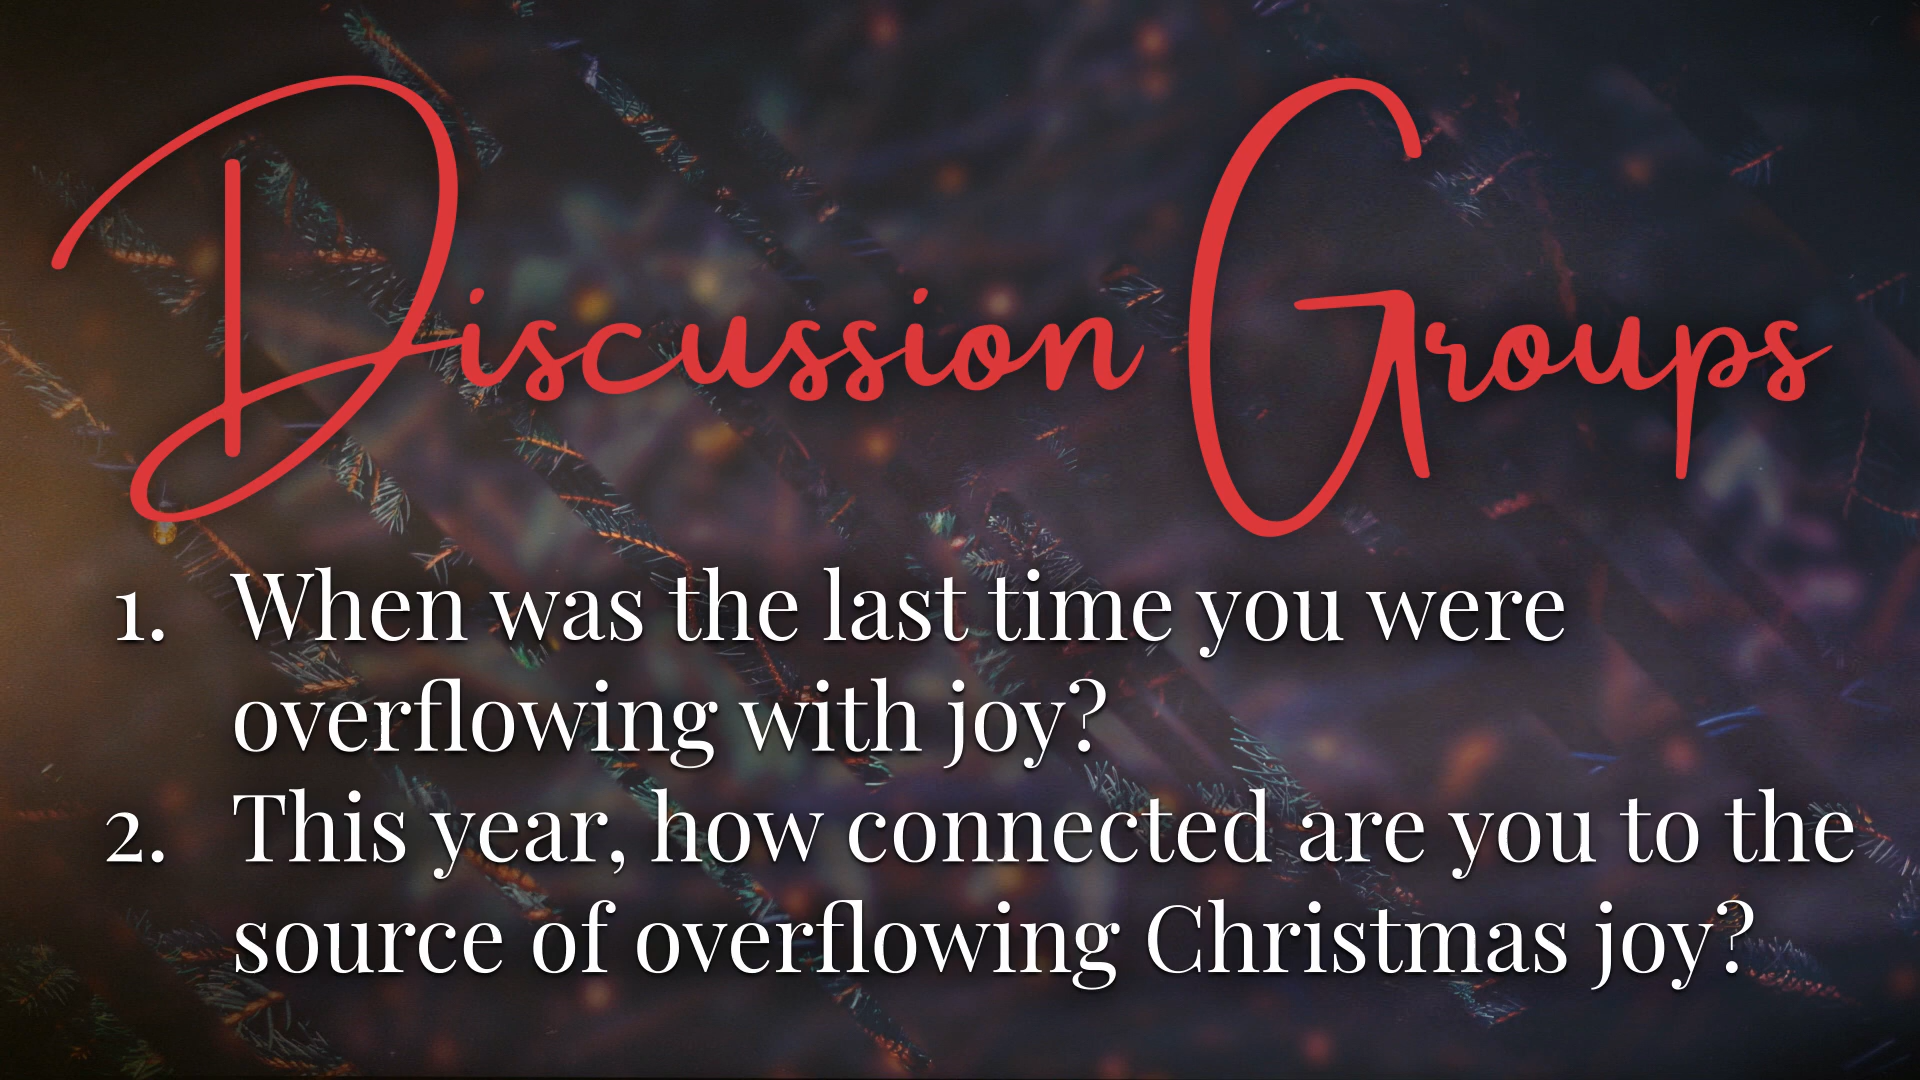 Discussion Groups
1. When was the last time you were
overflowing with joy?
2. This year, how connected are you to the
source of overflowing Christmas joy?